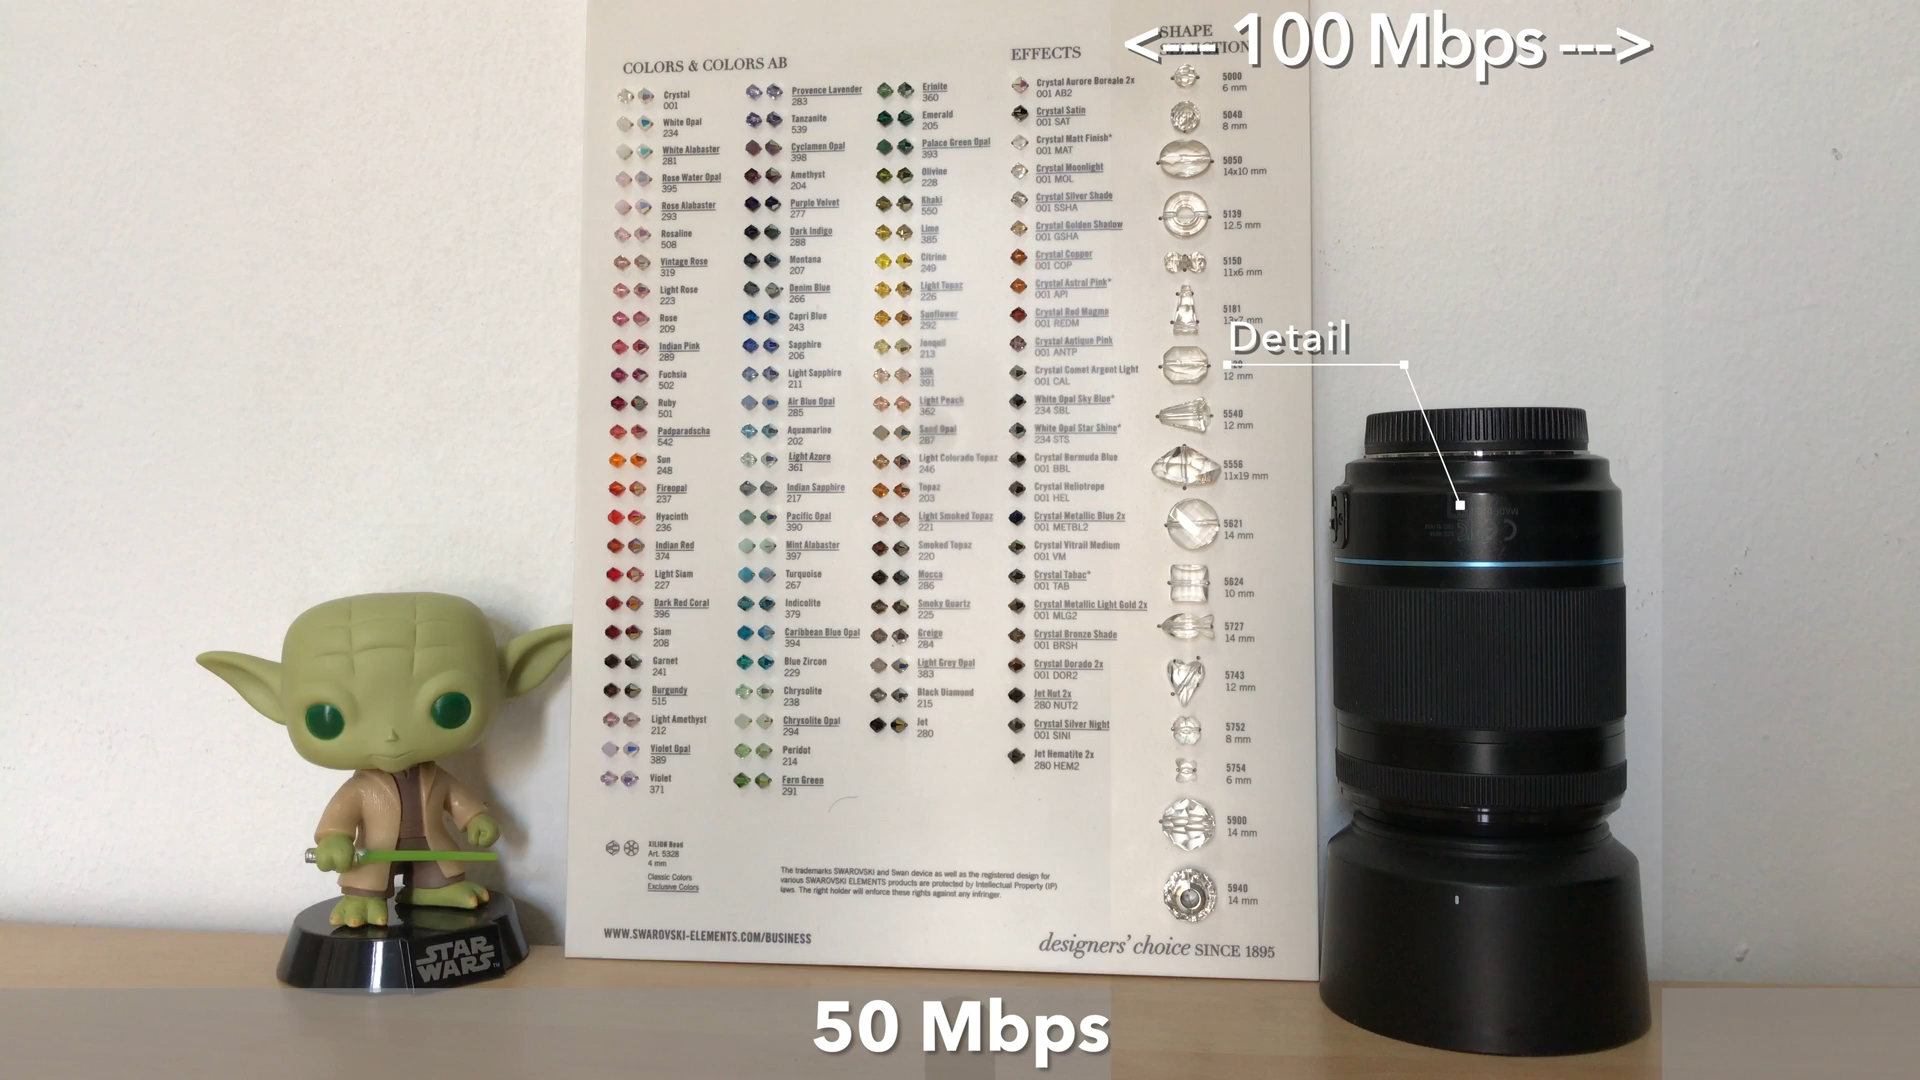 <--- 100 Mbps --->
SHAPE
SELECTION
COLORS & COLORS AB
EFFECTS
Crystal
001
White Opal
234
White Alabaster
281
Rose Water Opal
395
Rose Alabaster
293
Rosaline
508
Vintage Rose
319
Light Rose
223
Rose
209
Indian Pink
289
Fuchsia
502
Ruby
501
Padparadscha
542
Sun
248
Fireopal
237
Hyacinth
236
Indian Red
374
Light Siam
227
Dark Red Coral
396
Siam
208
Garnet
241
Burgundy
515
Light Amethyst
212
Violet Opal
389
Violet
371
Provence Lavender
283
Tanzanite
539
Cyclamen Opal
398
Amethyst
204
Purple Velvet
277
Dark Indigo
288
Montana
207
Denim Blue
266
Capri Blue
243
Sapphire
206
Light Sapphire
211
Air Blue Opal
285
Aquamarine
202
Light Azore
361
Indian Sapphire
217
Pacific Opal
390
Mint Alabaster
397
Turquoise
267
Indicolite
379
Caribbean Blue Opal
394
Blue Zircon
229
Chrysolite
238
Chrysolite Opal
294
Peridot
214
Fern Green
291
Erinite
360
Emerald
205
Palace Green Opal
393
Olivine
228
Khaki
550
Lime
385
Citrine
249
Light Topaz
226
Sunflower
292
Jonquil
213
Silk
391
Light Peach
362
Sand Opal
287
Light Colorado Topaz
246
Topaz
203
Light Smoked Topaz
221
Smoked Topaz
220
Mocca
286
Smoky Quartz
225
Greige
284
Light Grey Opal
383
Black Diamond
215
Jet
280
Crystal Aurore Boreale 2x
001 AB2
Crystal Satin
001 SAT
Crystal Matt Finish*
001 MAT
Crystal Moonlight
001 MOL
Crystal Silver Shade
001 SSHA
Crystal Golden Shadow
001 GSHA
Crystal Copper
001 COP
Crystal Astral Pink*
001 API
Crystal Red Magma
001 REDM
Crystal Antique Pink
001 ANTP
Crystal Comet Argent Light
001 CAL
White Opal Sky Blue*
234 SBL
White Opal Star Shine*
234 STS
Crystal Bermuda Blue
001 BBL
Crystal Heliotrope
001 HEL
Crystal Metallic Blue 2x
001 METBL2
Crystal Vitrail Medium
001 VM
Crystal Tabac*
001 TAB
Crystal Metallic Light Gold 2x
001 MLG2
Crystal Bronze Shade
001 BRSH
Crystal Dorado 2x
001 DOR2
Jet Nut 2x
280 NUT2
Crystal Silver Night
001 SINI
Jet Hematite 2x
280 HEM2
5000
6 mm
5040
8 mm
5050
14x10 mm
5139
12.5 mm
5150
11x6 mm
5181
13x7 mm
12 mm
5540
12 mm
5556
11x19 mm
5621
14 mm
5624
10 mm
5727
14 mm
5743
12 mm
5752
8 mm
5754
6 mm
5900
14 mm
5940
14 mm
Detail
XILION Bead
Art. 5328
4 mm
Classic Colors
Exclusive Colors
The trademarks SWAROVSKI and Swan device as well as the registered design for
various SWAROVSKI ELEMENTS products are protected by Intellectual Property (IP)
laws. The right holder will enforce these rights against any infringer.
WWW.SWAROVSKI-ELEMENTS.COM/BUSINESS
designers' choice SINCE 1895
STAR
WARS
50 Mbps